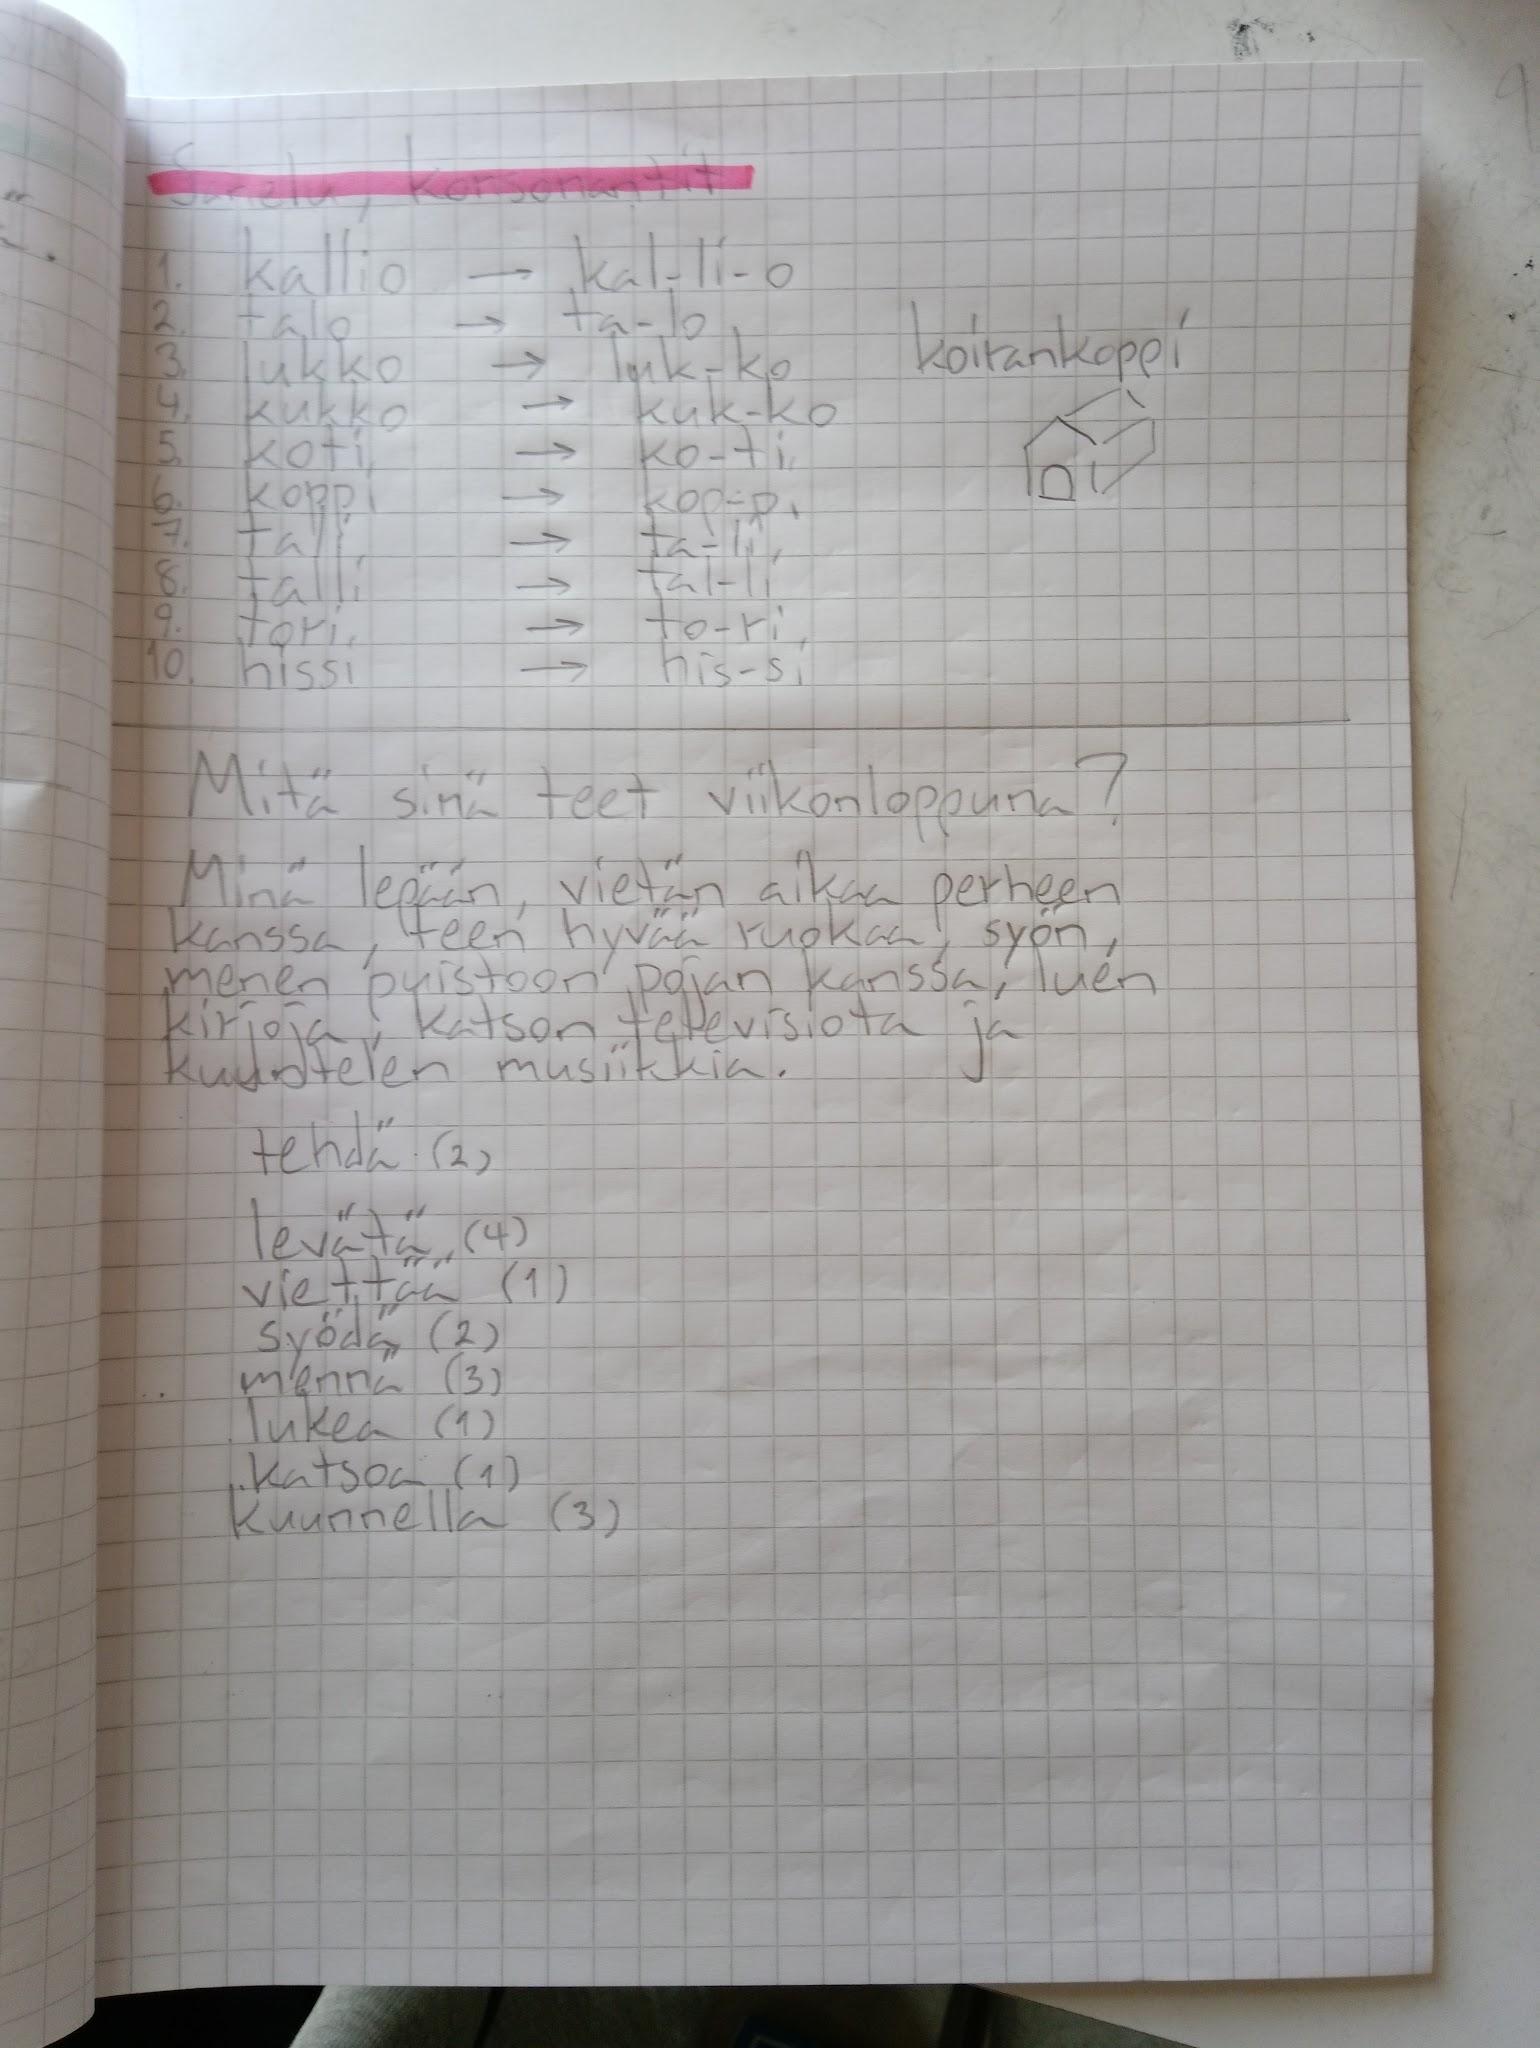 Sanelu, konsonantit
1. kallio → kal-li-o
2. talo → ta-lo
3. lukko → luk-ko
4. kukko → kuk-ko
5. koti → ko-ti
6. koppi → kop-pi
7. tali → ta-li
8. talli → tal-li
9. tori → to-ri
10. hissi → his-si
koirankoppi
Mitä sinä teet viikonloppuna?
Minä lepään, vietän aikaa perheen
kanssa, teen hyvää ruokaa, syön,
menen puistoon pojan kanssa, luen
kirjoja, katson televisiota ja
kuuntelen musiikkia.
tehdä (2)
levätä (4)
viettää (1)
syödä (2)
mennä (3)
lukea (1)
katsoa (1)
kuunnella (3)